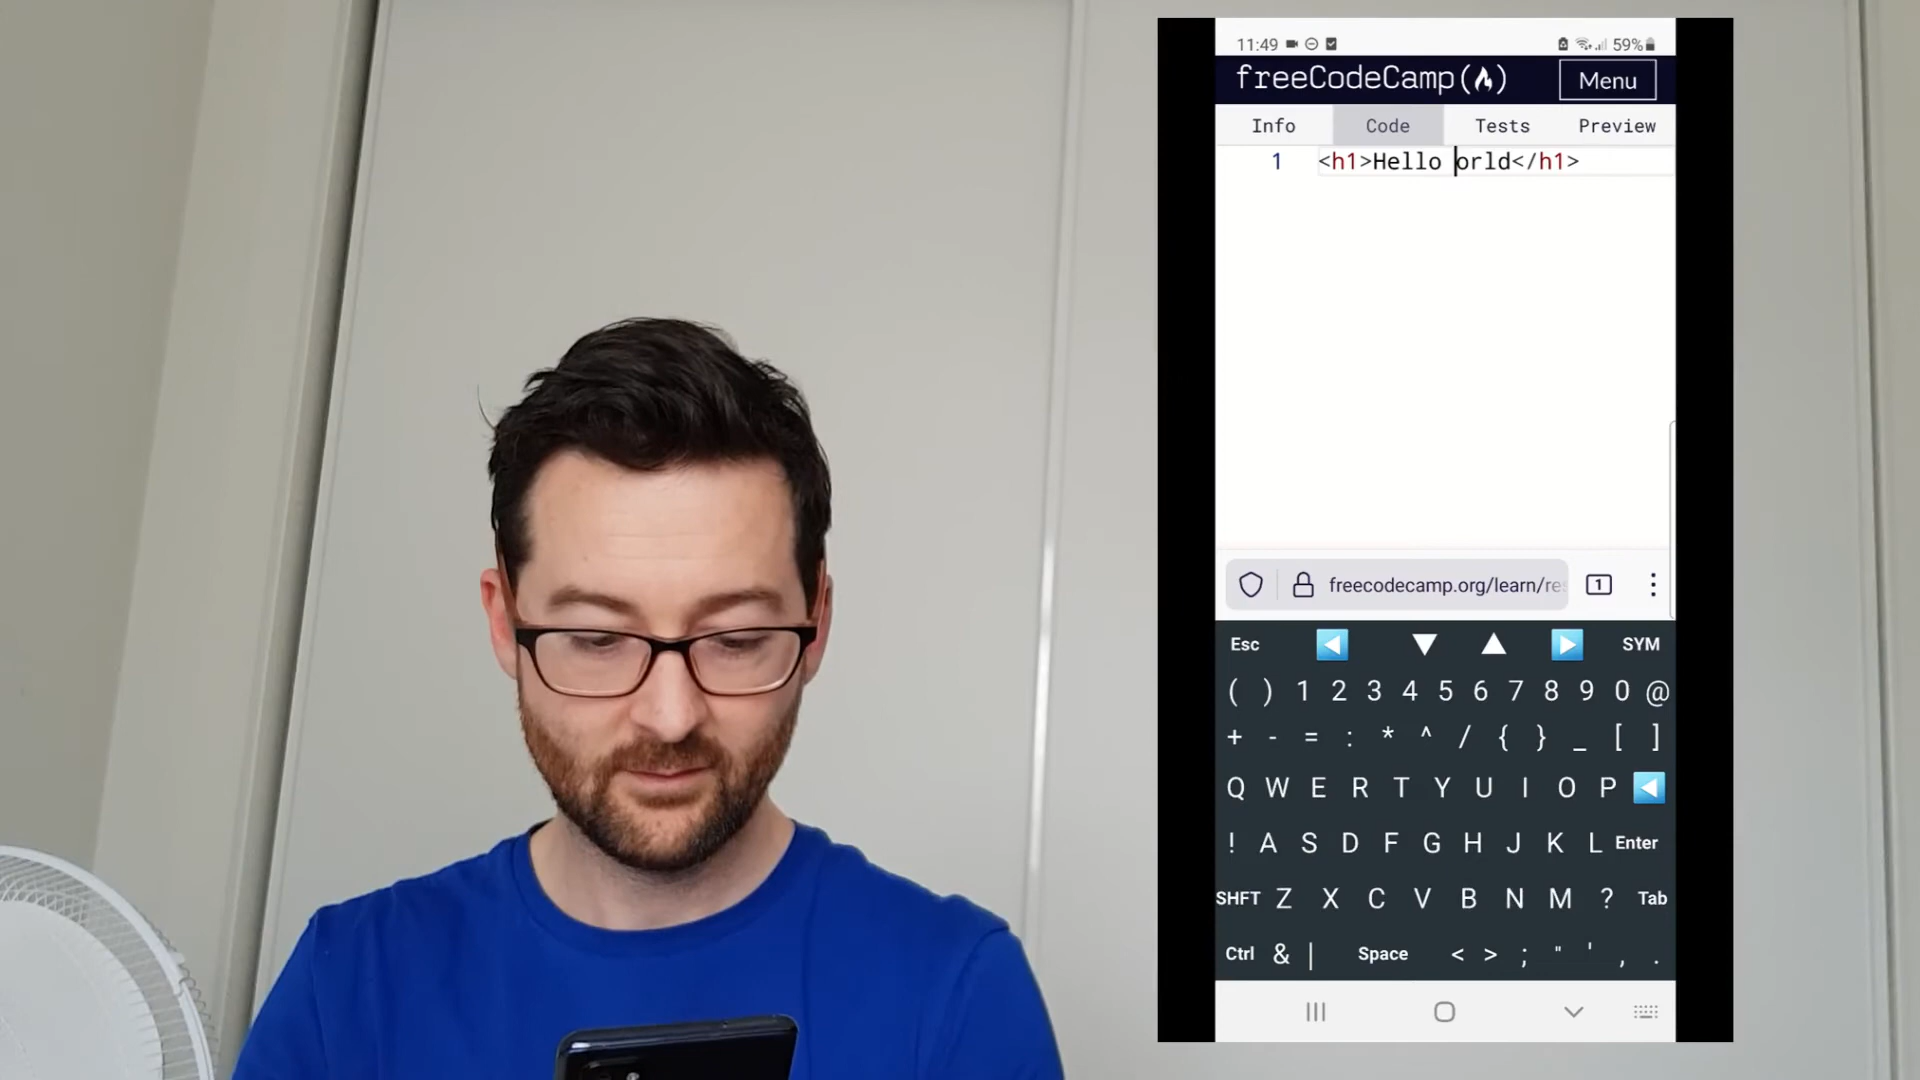 11:49 59%
freeCodeCamp(🔥) Menu
Info Code Tests Preview
1 <h1>Hello orld</h1>
freecodecamp.org/learn/re 1
Esc ◀ ▼ ▲ ▶ SYM
( ) 1 2 3 4 5 6 7 8 9 0 @
+ - = : * ^ / { } _ [ ]
Q W E R T Y U I O P ◀
! A S D F G H J K L Enter
SHFT Z X C V B N M ? Tab
Ctrl & | Space < > ; " ' , .